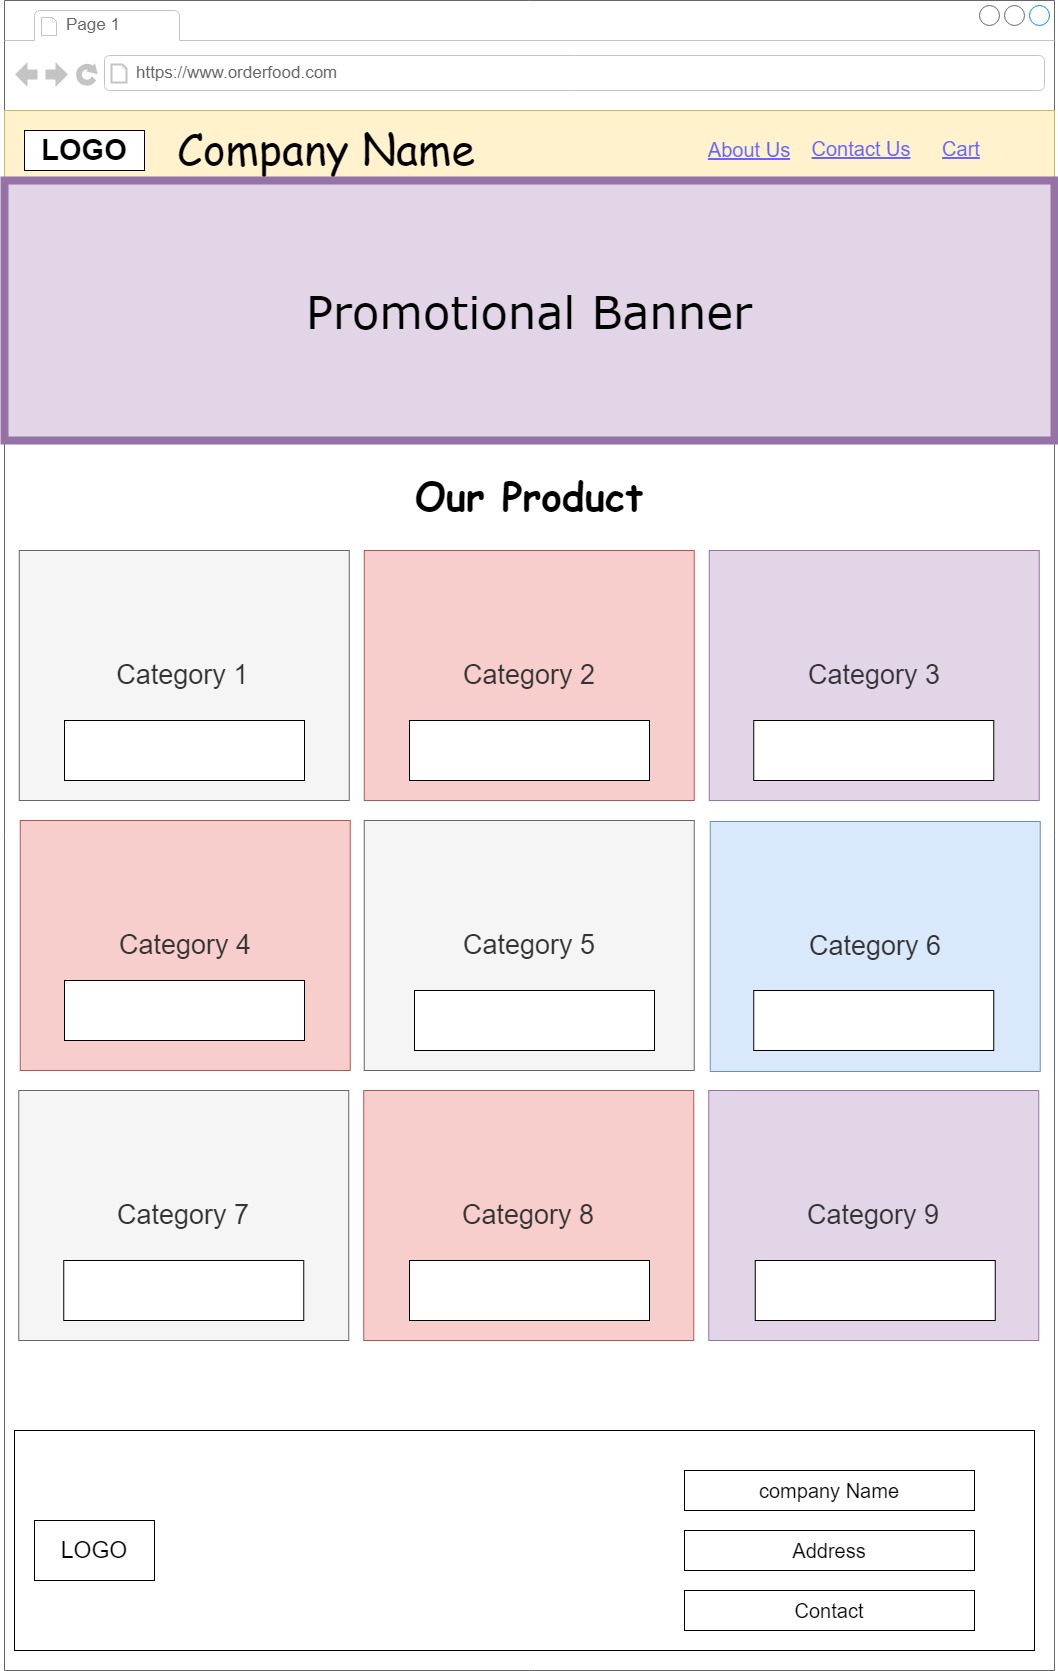 Page 1
https://www.orderfood.com
LOGO
Company Name
About Us
Contact Us
Cart
Promotional Banner
Our Product
Category 1
Category 2
Category 3
Category 4
Category 5
Category 6
Category 7
Category 8
Category 9
LOGO
company Name
Address
Contact